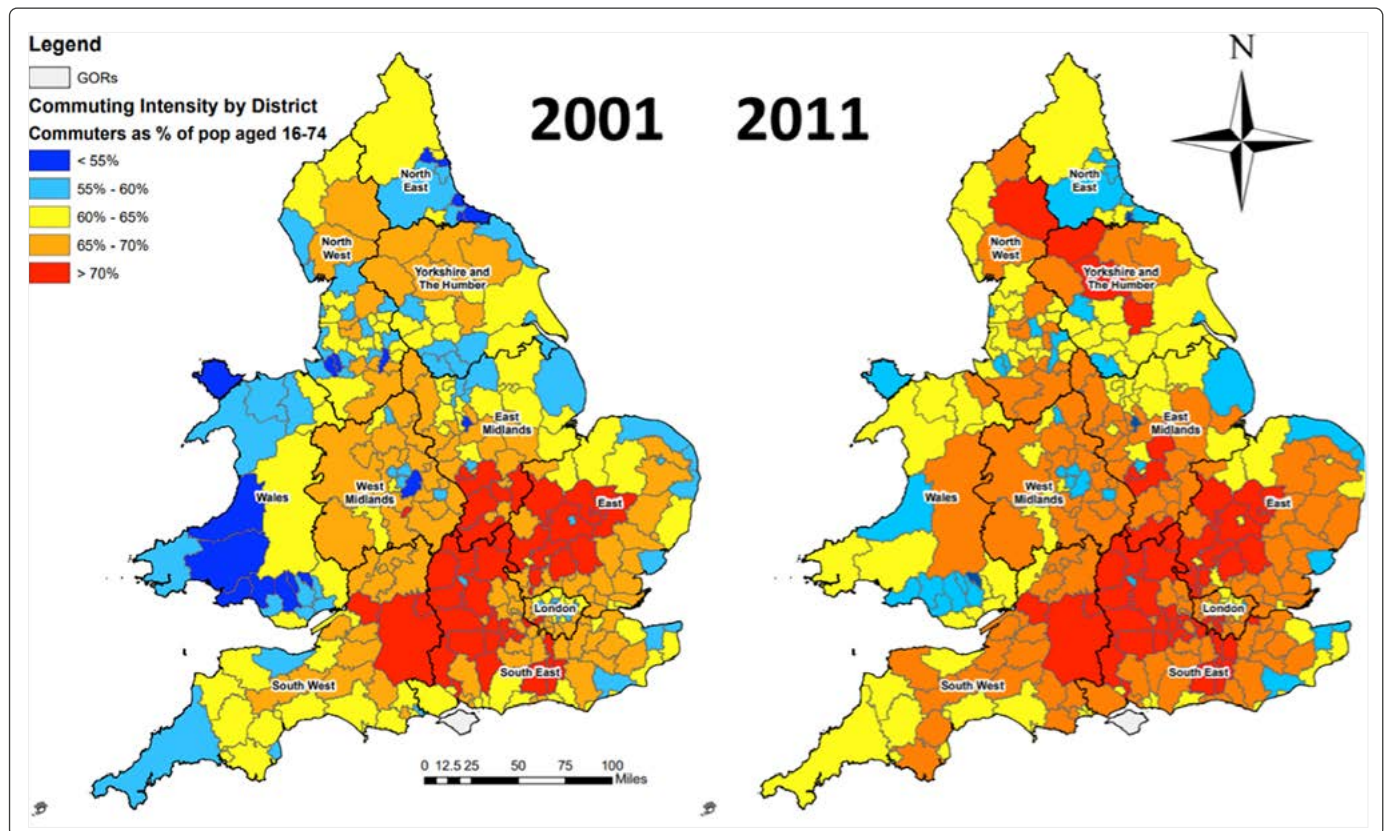 Legend
GORs
Commuting Intensity by District
Commuters as % of pop aged 16-74
< 55%
55% - 60%
60% - 65%
65% - 70%
> 70%
2001
2011
N
North
East
North
West
Yorkshire and
The Humber
East
Midlands
West
Midlands
Wales
East
London
South East
South West
North
East
North
West
Yorkshire and
The Humber
East
Midlands
West
Midlands
Wales
East
London
South East
South West
0 12.5 25 50 75 100
Miles